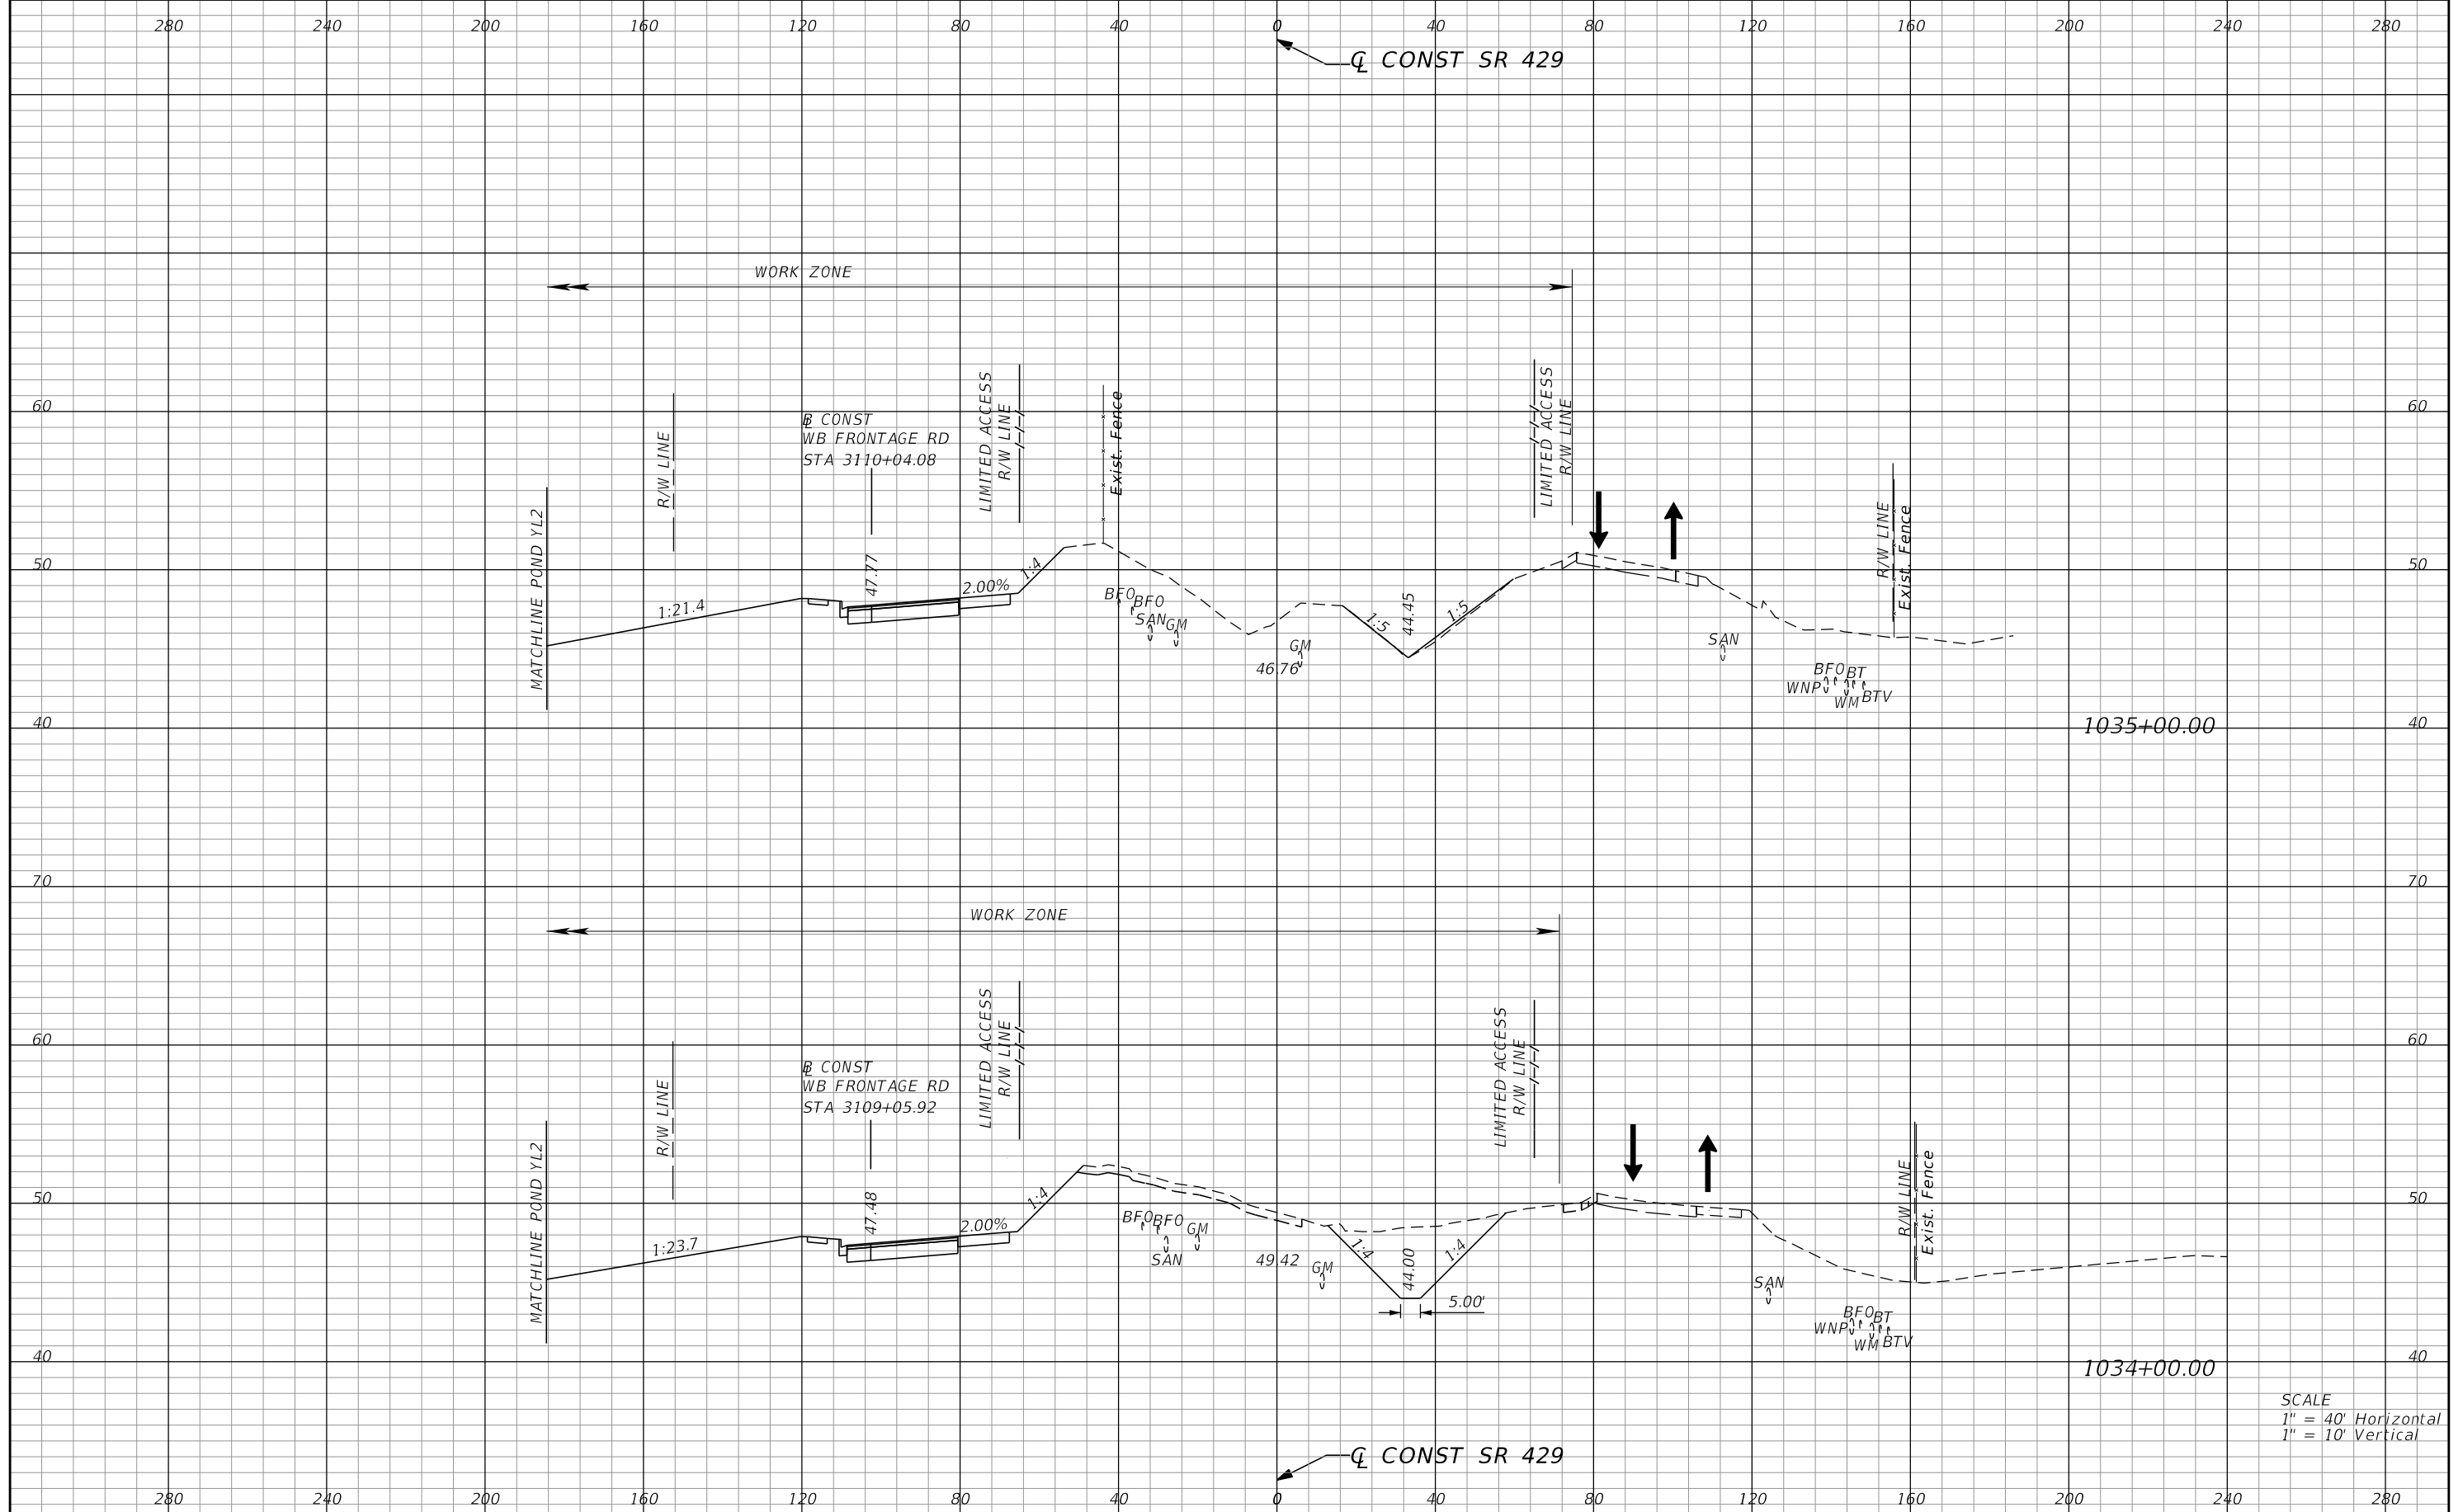 280 240 200 160 120 80 40 0 40 80 120 160 200 240 280
℄ CONST SR 429
WORK ZONE
60 60
MATCHLINE POND YL2
R/W LINE
℄ CONST
WB FRONTAGE RD
STA 3110+04.08
LIMITED ACCESS
R/W LINE
Exist. Fence
LIMITED ACCESS
R/W LINE
R/W LINE
Exist. Fence
50 50
1:21.4
47.77
2.00%
1:4
BFO
BFO
SAN
GM
GM
46.76
1:5
44.45
1:5
SAN
BFO
BT
WNP
WM
BTV
40 40
1035+00.00
70 70
WORK ZONE
60 60
MATCHLINE POND YL2
R/W LINE
℄ CONST
WB FRONTAGE RD
STA 3109+05.92
LIMITED ACCESS
R/W LINE
LIMITED ACCESS
R/W LINE
R/W LINE
Exist. Fence
50 50
1:23.7
47.48
2.00%
1:4
BFO
BFO
GM
SAN
49.42
GM
1:4
44.00
1:4
5.00'
SAN
BFO
BT
WNP
WM
BTV
40 40
1034+00.00
SCALE
1" = 40' Horizontal
1" = 10' Vertical
℄ CONST SR 429
280 240 200 160 120 80 40 0 40 80 120 160 200 240 280